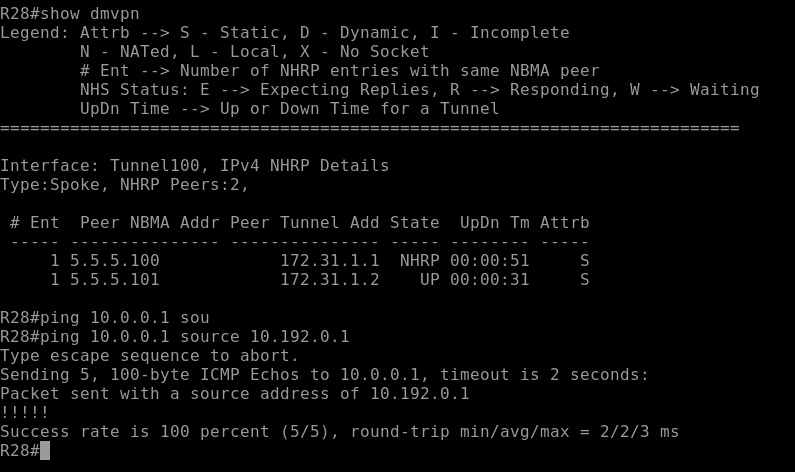 R28#show dmvpn
Legend: Attrb --> S - Static, D - Dynamic, I - Incomplete
        N - NATed, L - Local, X - No Socket
        # Ent --> Number of NHRP entries with same NBMA peer
        NHS Status: E --> Expecting Replies, R --> Responding, W --> Waiting
        UpDn Time --> Up or Down Time for a Tunnel
==========================================================================
Interface: Tunnel100, IPv4 NHRP Details
Type:Spoke, NHRP Peers:2,
 # Ent  Peer NBMA Addr Peer Tunnel Add State  UpDn Tm Attrb
 ----- --------------- --------------- ----- -------- -----
     1 5.5.5.100            172.31.1.1  NHRP 00:00:51     S
     1 5.5.5.101            172.31.1.2    UP 00:00:31     S
R28#ping 10.0.0.1 sou
R28#ping 10.0.0.1 source 10.192.0.1
Type escape sequence to abort.
Sending 5, 100-byte ICMP Echos to 10.0.0.1, timeout is 2 seconds:
Packet sent with a source address of 10.192.0.1
!!!!!
Success rate is 100 percent (5/5), round-trip min/avg/max = 2/2/3 ms
R28#